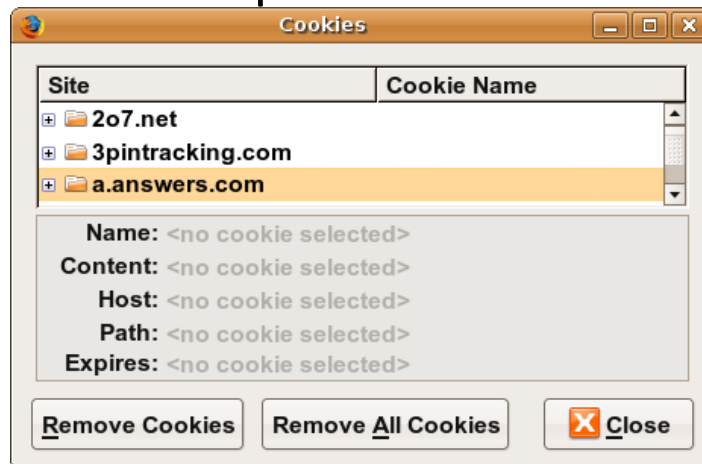 Cookies
Site Cookie Name
2o7.net
3pintracking.com
a.answers.com
Name: <no cookie selected>
Content: <no cookie selected>
Host: <no cookie selected>
Path: <no cookie selected>
Expires: <no cookie selected>
Remove Cookies Remove All Cookies Close